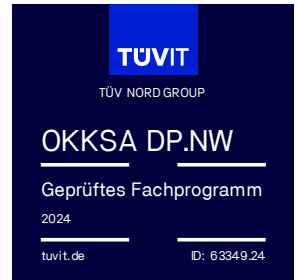 TÜVIT
TÜV NORD GROUP
OKKSA DP.NW
Geprüftes Fachprogramm
2024
tuvit.de ID: 63349.24